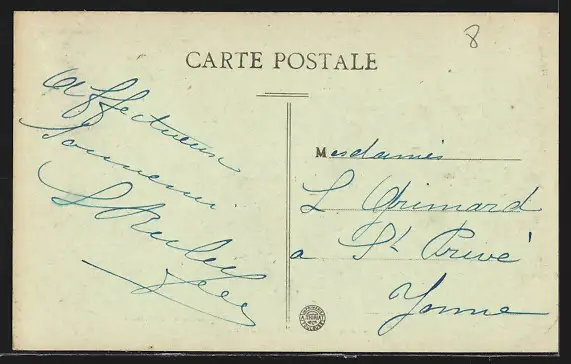 8
CARTE POSTALE
Affectueux
Souvenir
Mesdames
L Grimard
a St Privé
Yonne